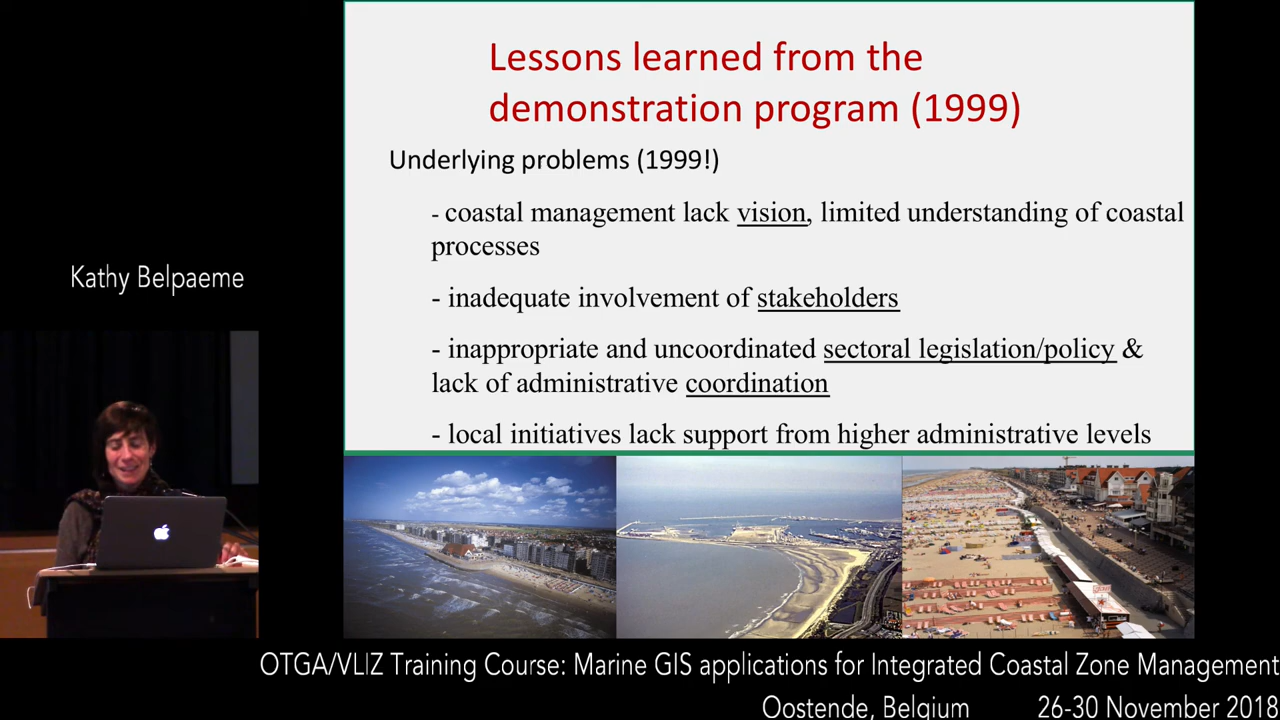 Lessons learned from the
demonstration program (1999)
Underlying problems (1999!)
- coastal management lack vision, limited understanding of coastal
processes
- inadequate involvement of stakeholders
- inappropriate and uncoordinated sectoral legislation/policy &
lack of administrative coordination
- local initiatives lack support from higher administrative levels
Kathy Belpaeme
OTGA/VLIZ Training Course: Marine GIS applications for Integrated Coastal Zone Management
Oostende, Belgium 26-30 November 2018